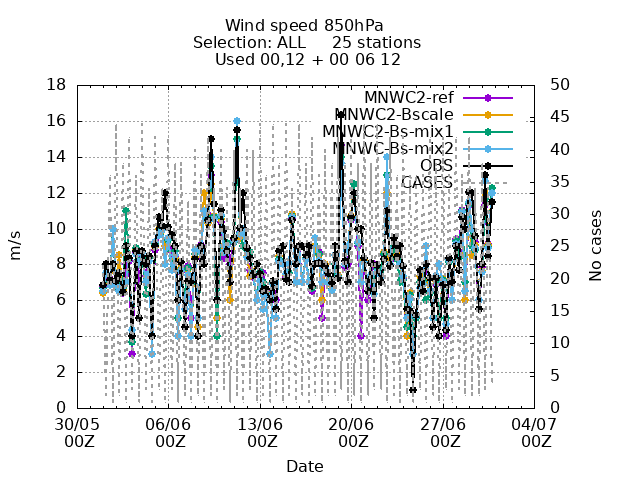 Wind speed 850hPa
Selection: ALL 25 stations
Used 00,12 + 00 06 12
18
16
14
12
10
8
6
4
2
0
m/s
50
45
40
35
30
25
20
15
10
5
0
No cases
MNWC2-ref
MNWC2-Bscale
MNWC2-Bs-mix1
MNWC-Bs-mix2
OBS
CASES
30/05 06/06 13/06 20/06 27/06 04/07
00Z 00Z 00Z 00Z 00Z 00Z
Date